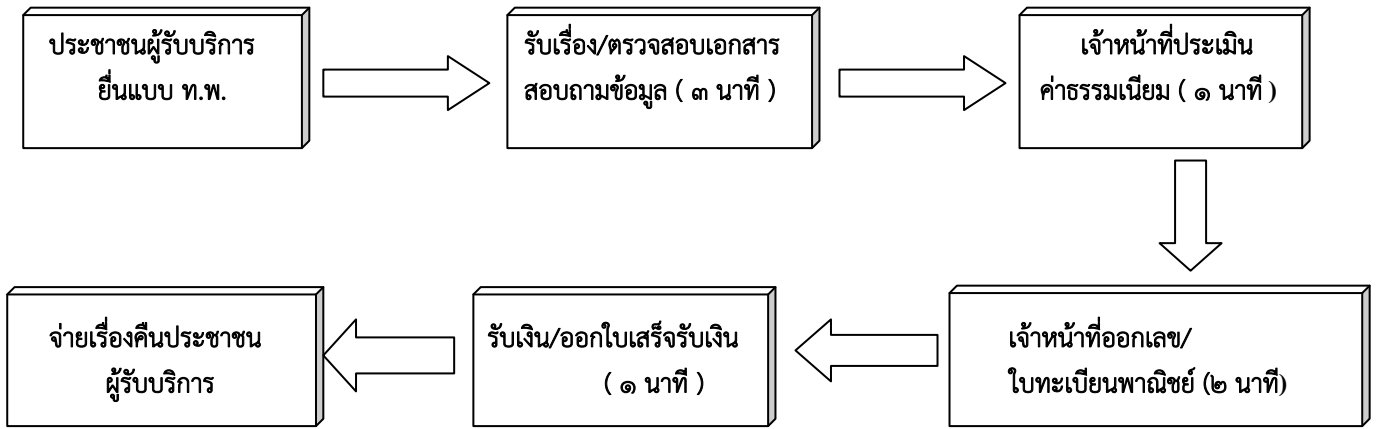 ประชาชนผู้รับบริการ
ยื่นแบบ ท.พ.
รับเรื่อง/ตรวจสอบเอกสาร
สอบถามข้อมูล ( ๓ นาที )
เจ้าหน้าที่ประเมิน
ค่าธรรมเนียม ( ๑ นาที )
เจ้าหน้าที่ออกเลข/
ใบทะเบียนพาณิชย์ (๒ นาที)
รับเงิน/ออกใบเสร็จรับเงิน
( ๑ นาที )
จ่ายเรื่องคืนประชาชน
ผู้รับบริการ